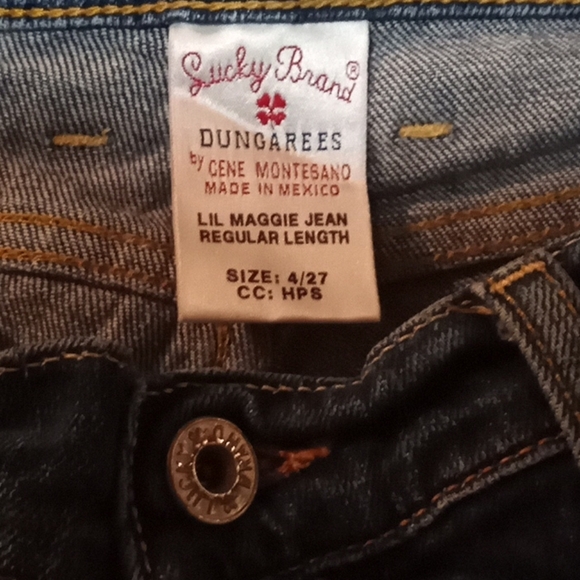 Lucky Brand®
DUNGAREES
by GENE MONTESANO
MADE IN MEXICO
LIL MAGGIE JEAN
REGULAR LENGTH
SIZE: 4/27
CC: HPS